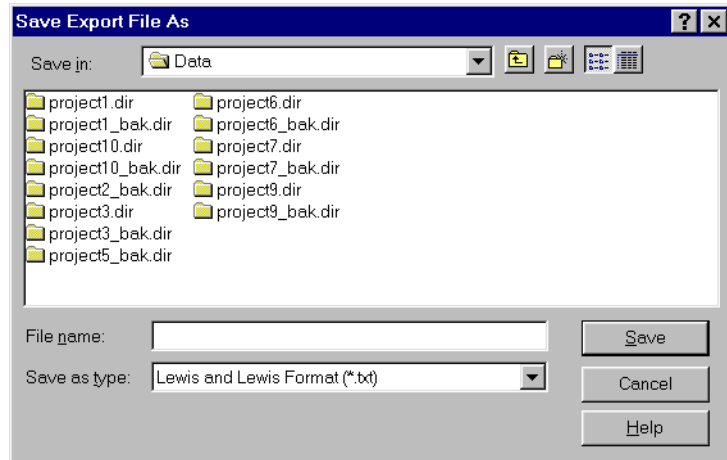 Save Export File As
Save in: Data
project1.dir project6.dir
project1_bak.dir project6_bak.dir
project10.dir project7.dir
project10_bak.dir project7_bak.dir
project2_bak.dir project9.dir
project3.dir project9_bak.dir
project3_bak.dir
project5_bak.dir
File name: Save
Save as type: Lewis and Lewis Format (*.txt) Cancel
Help